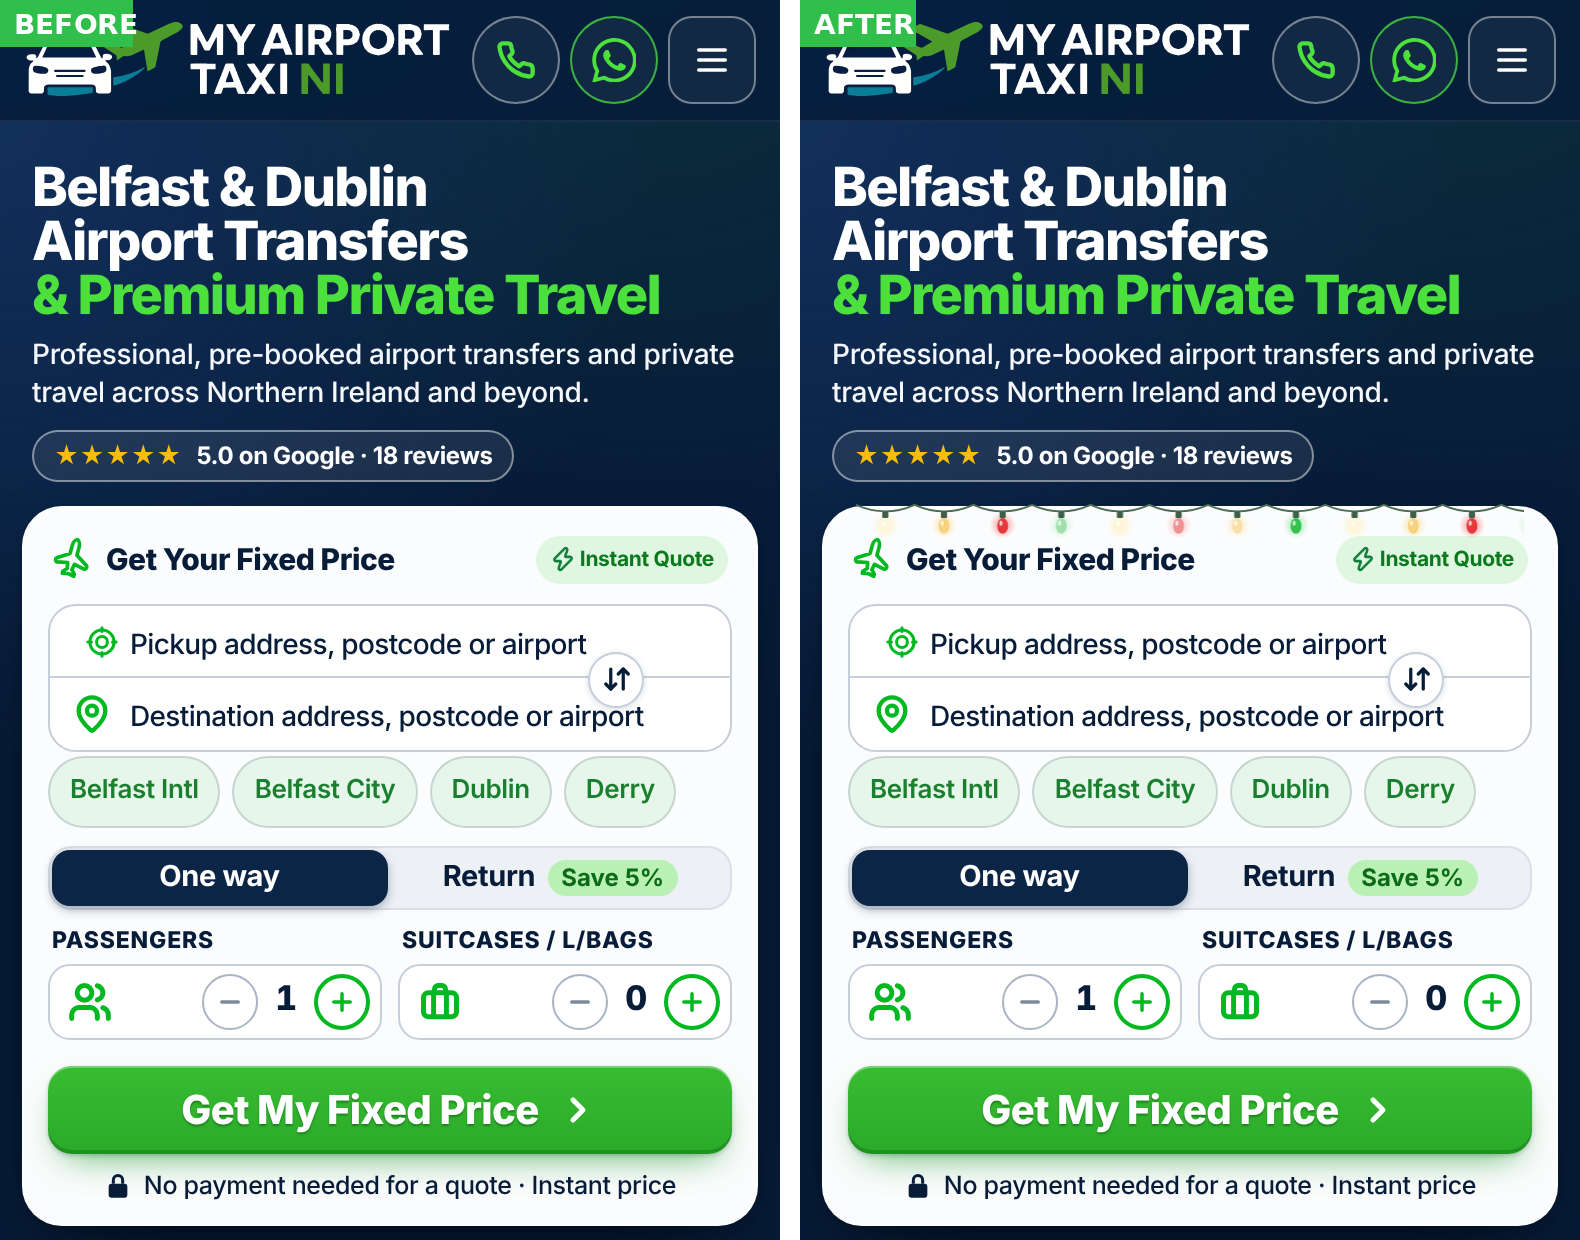 BEFORE
MY AIRPORT
TAXI NI
Belfast & Dublin
Airport Transfers
& Premium Private Travel
Professional, pre-booked airport transfers and private
travel across Northern Ireland and beyond.
★★★★★ 5.0 on Google · 18 reviews
Get Your Fixed Price
Instant Quote
Pickup address, postcode or airport
Destination address, postcode or airport
Belfast Intl
Belfast City
Dublin
Derry
One way
Return
Save 5%
PASSENGERS
SUITCASES / L/BAGS
1
0
Get My Fixed Price
No payment needed for a quote · Instant price
AFTER
MY AIRPORT
TAXI NI
Belfast & Dublin
Airport Transfers
& Premium Private Travel
Professional, pre-booked airport transfers and private
travel across Northern Ireland and beyond.
★★★★★ 5.0 on Google · 18 reviews
Get Your Fixed Price
Instant Quote
Pickup address, postcode or airport
Destination address, postcode or airport
Belfast Intl
Belfast City
Dublin
Derry
One way
Return
Save 5%
PASSENGERS
SUITCASES / L/BAGS
1
0
Get My Fixed Price
No payment needed for a quote · Instant price